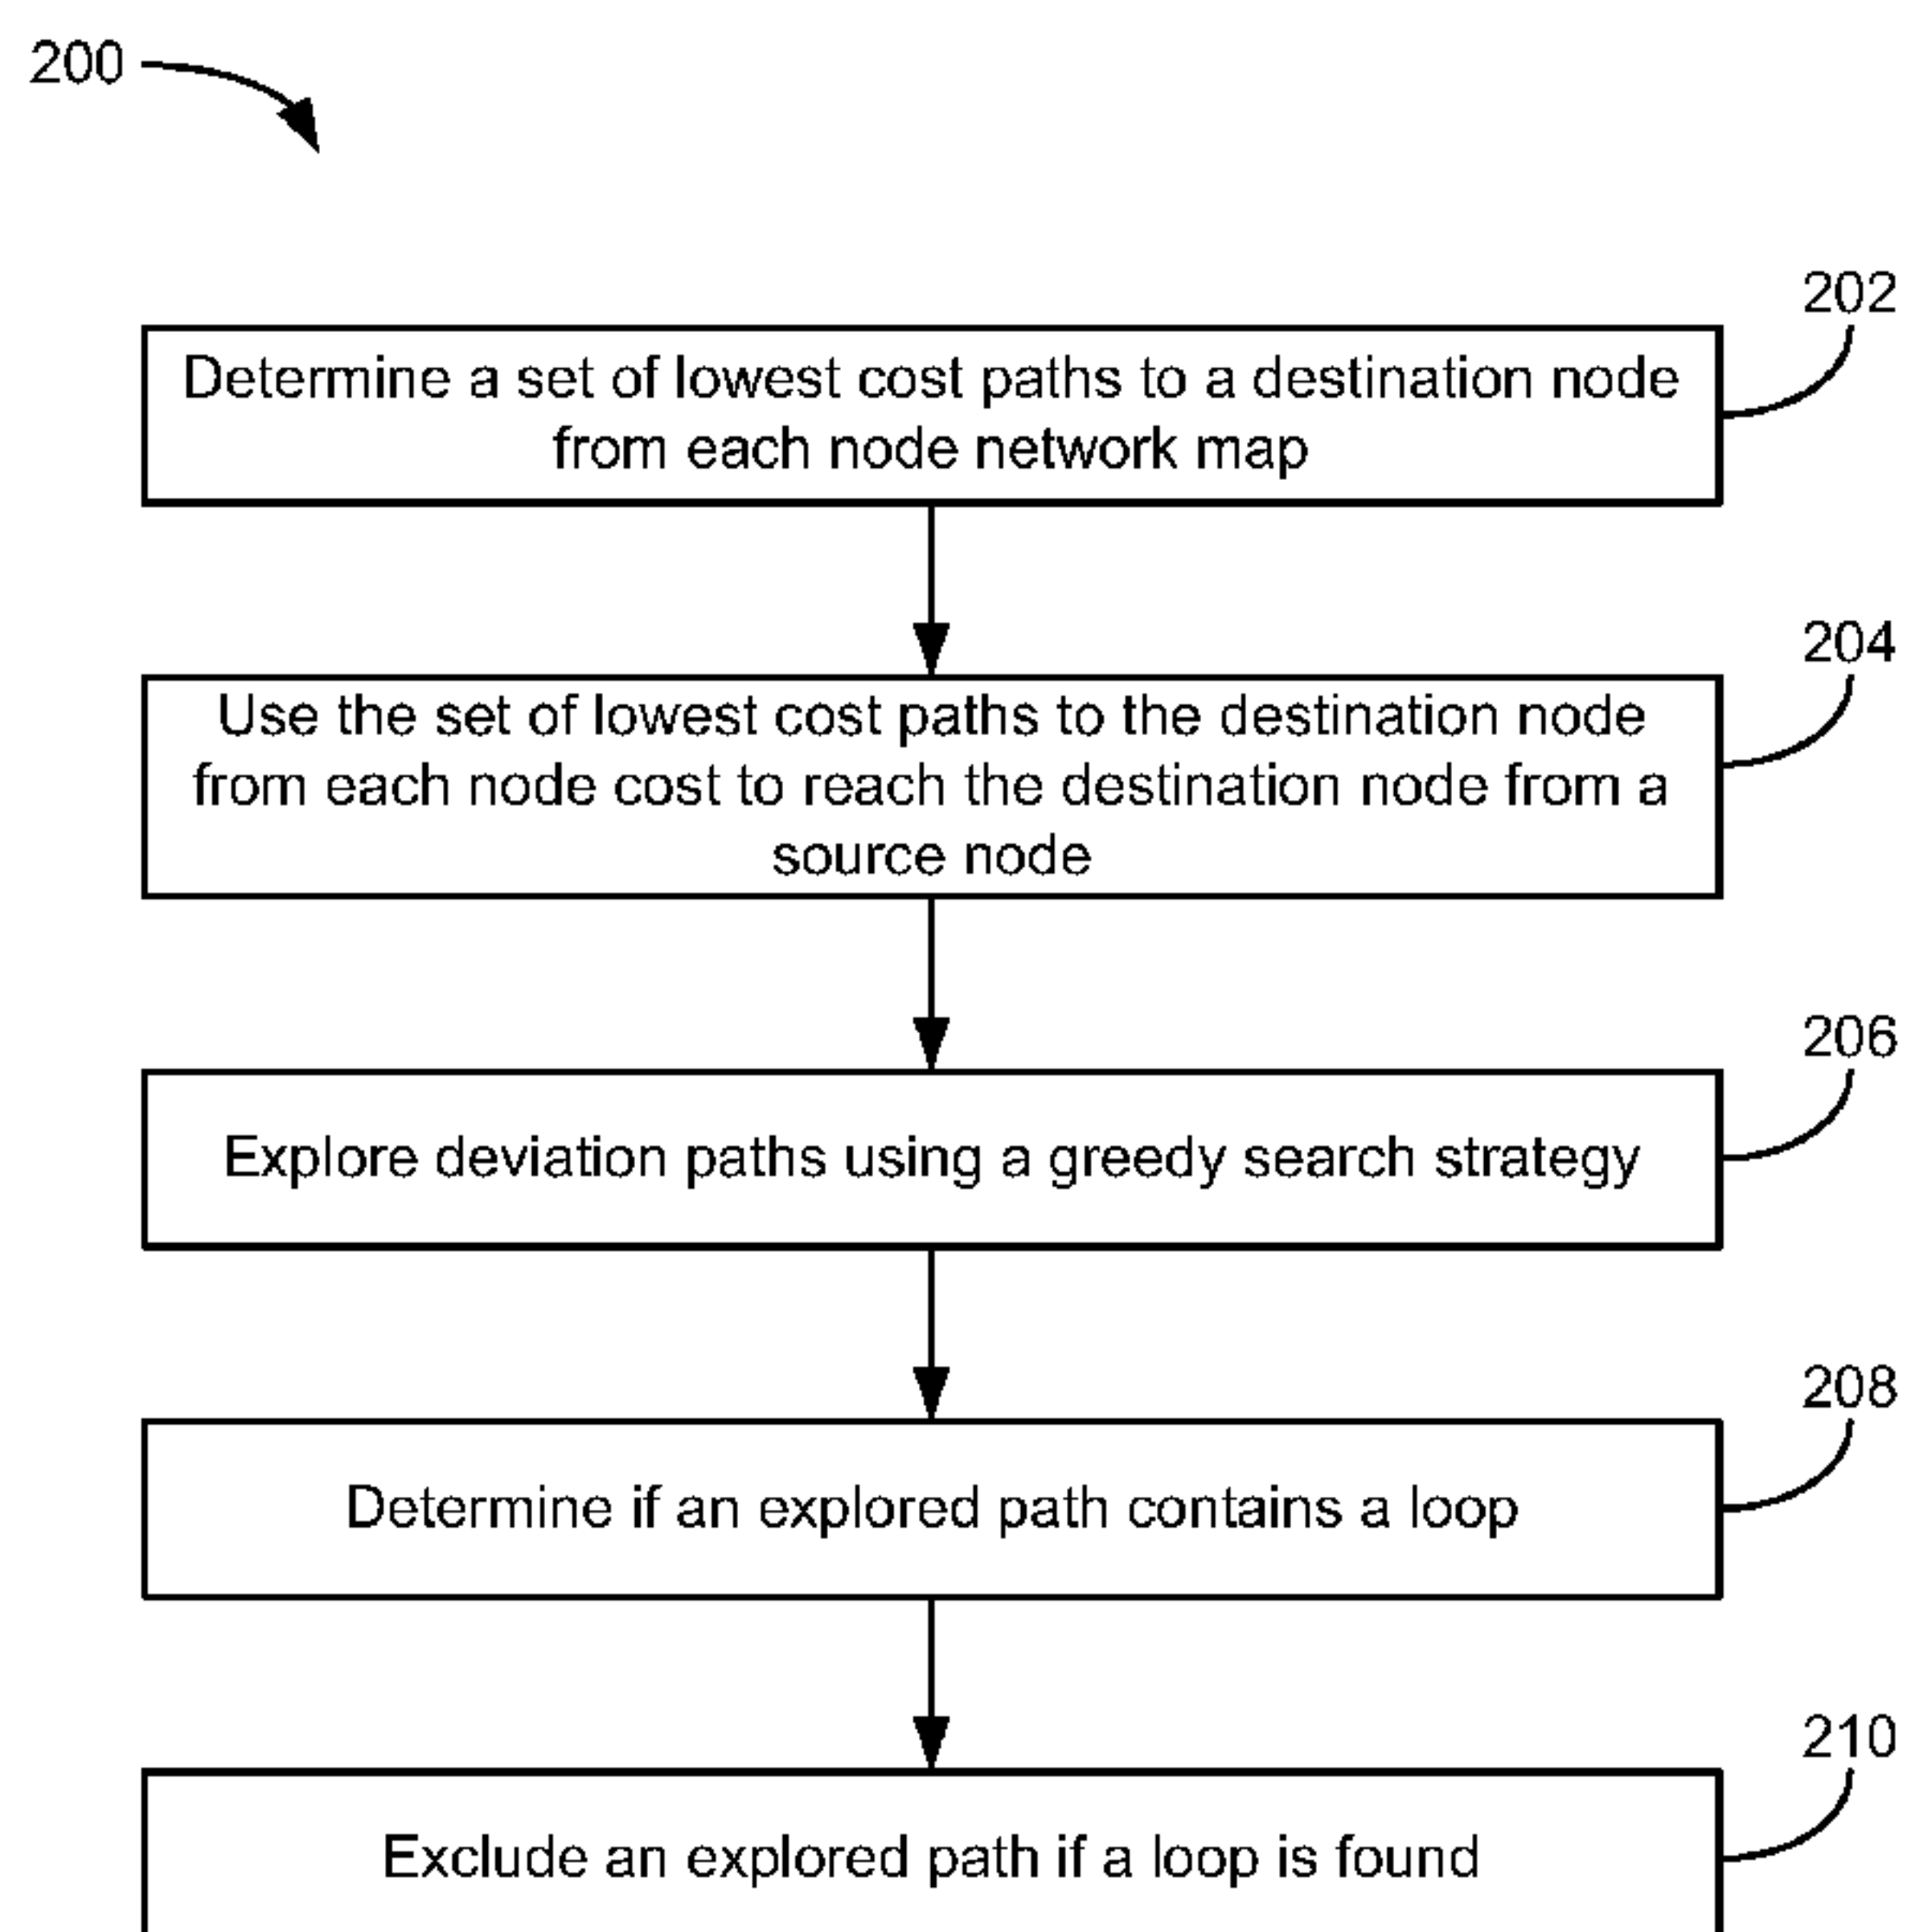 200
202
Determine a set of lowest cost paths to a destination node
from each node network map
204
Use the set of lowest cost paths to the destination node
from each node cost to reach the destination node from a
source node
206
Explore deviation paths using a greedy search strategy
208
Determine if an explored path contains a loop
210
Exclude an explored path if a loop is found